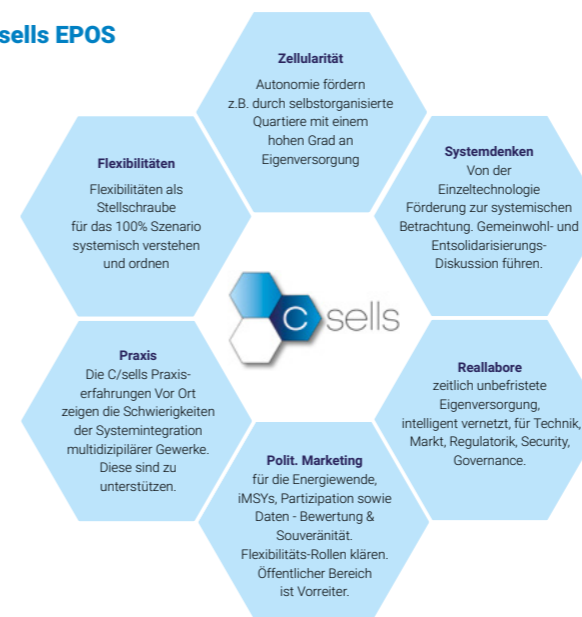 sells EPOS
Zellularität
Autonomie fördern
z.B. durch selbstorganisierte
Quartiere mit einem
hohen Grad an
Eigenversorgung
Flexibilitäten
Flexibilitäten als
Stellschraube
für das 100% Szenario
systemisch verstehen
und ordnen
Systemdenken
Von der
Einzeltechnologie
Förderung zur systemischen
Betrachtung. Gemeinwohl- und
Entsolidarisierungs-
Diskussion führen.
C sells
Praxis
Die C/sells Praxis-
erfahrungen Vor Ort
zeigen die Schwierigkeiten
der Systemintegration
multidizipilärer Gewerke.
Diese sind zu
unterstützen.
Reallabore
zeitlich unbefristete
Eigenversorgung,
intelligent vernetzt, für Technik,
Markt, Regulatorik, Security,
Governance.
Polit. Marketing
für die Energiewende,
iMSYs, Partizipation sowie
Daten - Bewertung &
Souveränität.
Flexibilitäts-Rollen klären.
Öffentlicher Bereich
ist Vorreiter.